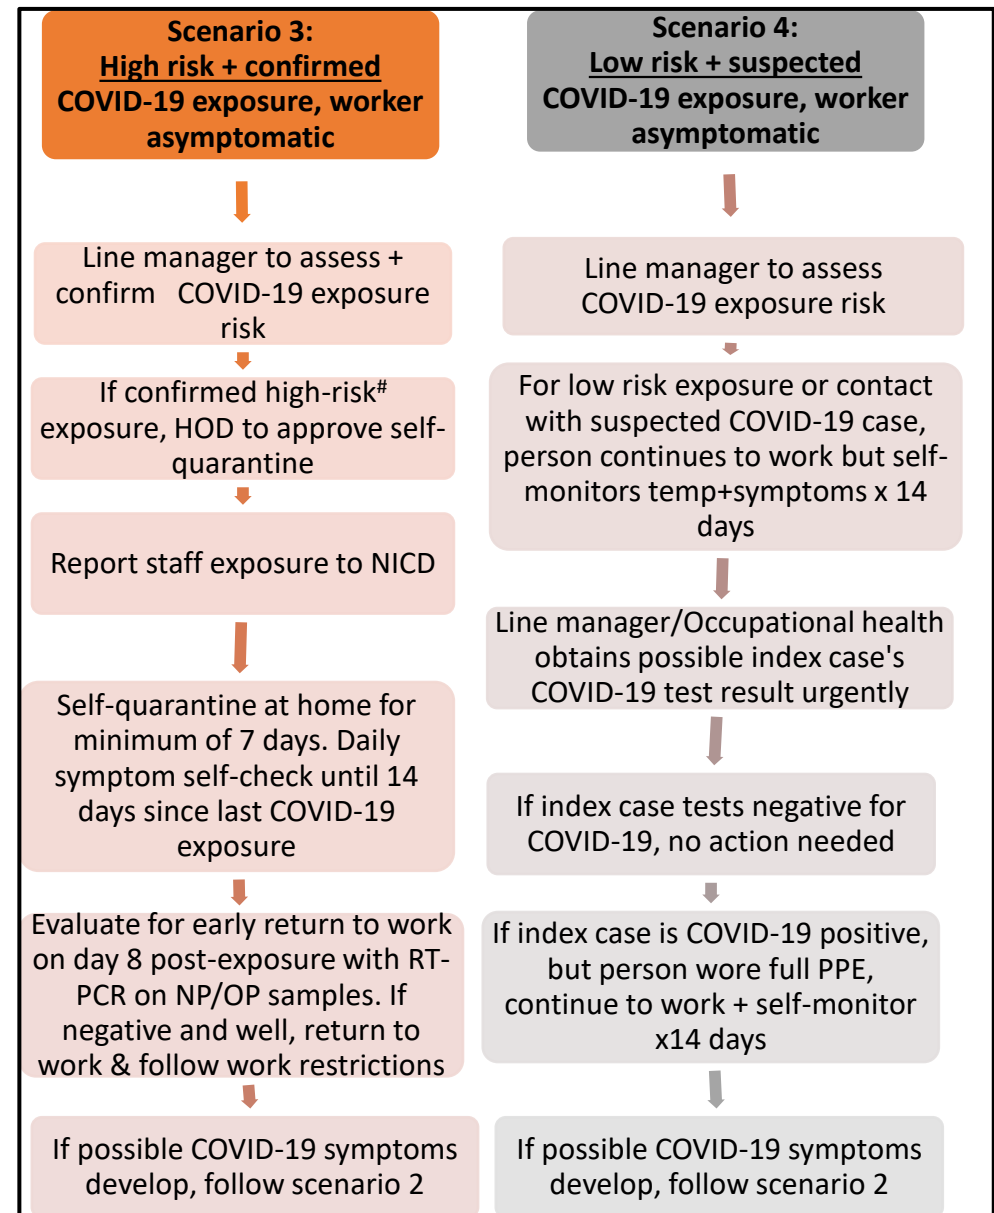 Scenario 3:
High risk + confirmed
COVID-19 exposure, worker
asymptomatic
Line manager to assess +
confirm COVID-19 exposure
risk
If confirmed high-risk#
exposure, HOD to approve self-
quarantine
Report staff exposure to NICD
Self-quarantine at home for
minimum of 7 days. Daily
symptom self-check until 14
days since last COVID-19
exposure
Evaluate for early return to work
on day 8 post-exposure with RT-
PCR on NP/OP samples. If
negative and well, return to
work & follow work restrictions
If possible COVID-19 symptoms
develop, follow scenario 2
Scenario 4:
Low risk + suspected
COVID-19 exposure, worker
asymptomatic
Line manager to assess
COVID-19 exposure risk
For low risk exposure or contact
with suspected COVID-19 case,
person continues to work but self-
monitors temp+symptoms x 14
days
Line manager/Occupational health
obtains possible index case's
COVID-19 test result urgently
If index case tests negative for
COVID-19, no action needed
If index case is COVID-19 positive,
but person wore full PPE,
continue to work + self-monitor
x14 days
If possible COVID-19 symptoms
develop, follow scenario 2